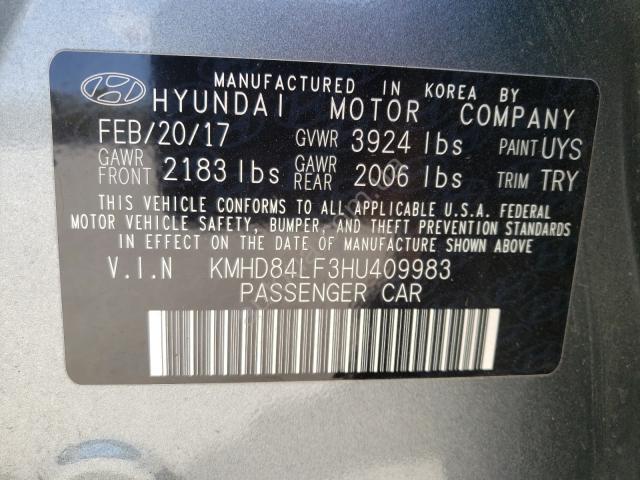 MANUFACTURED IN KOREA BY
HYUNDAI MOTOR COMPANY
FEB/20/17 GVWR 3924 lbs PAINT UYS
GAWR FRONT 2183 lbs GAWR REAR 2006 lbs TRIM TRY
THIS VEHICLE CONFORMS TO ALL APPLICABLE U.S.A. FEDERAL
MOTOR VEHICLE SAFETY, BUMPER, AND THEFT PREVENTION STANDARDS
IN EFFECT ON THE DATE OF MANUFACTURE SHOWN ABOVE
V.I.N KMHD84LF3HU409983
PASSENGER CAR